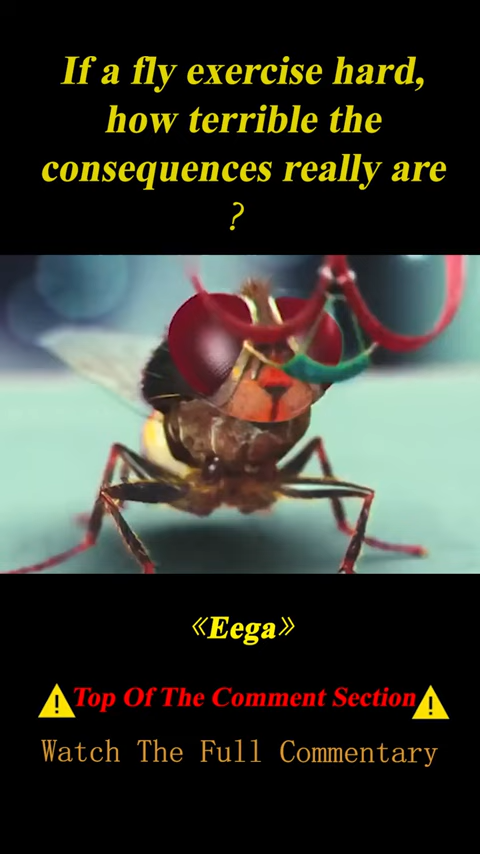 If a fly exercise hard,
how terrible the
consequences really are
?
《Eega》
Top Of The Comment Section
Watch The Full Commentary